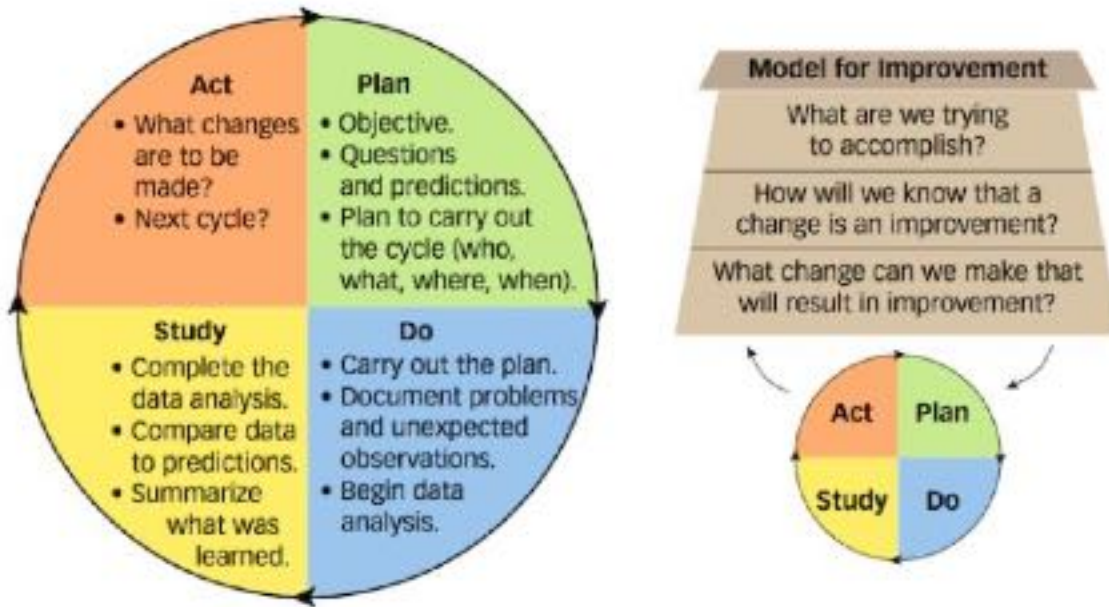 Act
• What changes
are to be
made?
• Next cycle?
Plan
• Objective.
• Questions
and predictions.
• Plan to carry out
the cycle (who,
what, where, when).
Study
• Complete the
data analysis.
• Compare data
to predictions.
• Summarize
what was
learned.
Do
• Carry out the plan.
• Document problems
and unexpected
observations.
• Begin data
analysis.
Model for Improvement
What are we trying
to accomplish?
How will we know that a
change is an improvement?
What change can we make that
will result in improvement?
Act
Plan
Study
Do